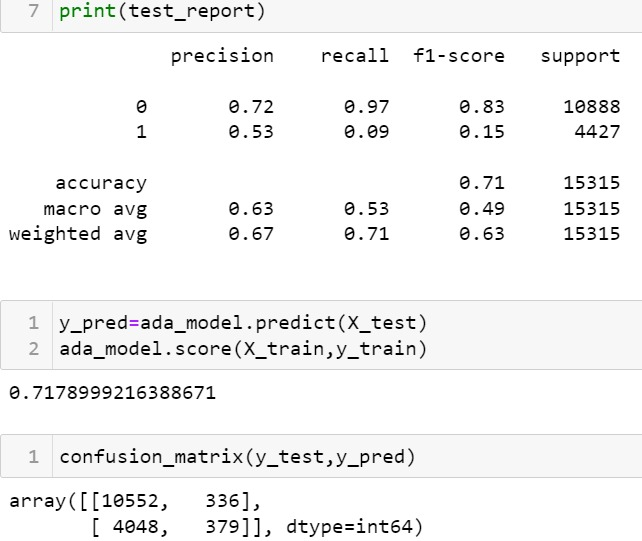 7 print(test_report)
precision recall f1-score support
0 0.72 0.97 0.83 10888
1 0.53 0.09 0.15 4427
accuracy 0.71 15315
macro avg 0.63 0.53 0.49 15315
weighted avg 0.67 0.71 0.63 15315
1 y_pred=ada_model.predict(X_test)
2 ada_model.score(X_train,y_train)
0.7178999216388671
1 confusion_matrix(y_test,y_pred)
array([[10552, 336],
[ 4048, 379]], dtype=int64)